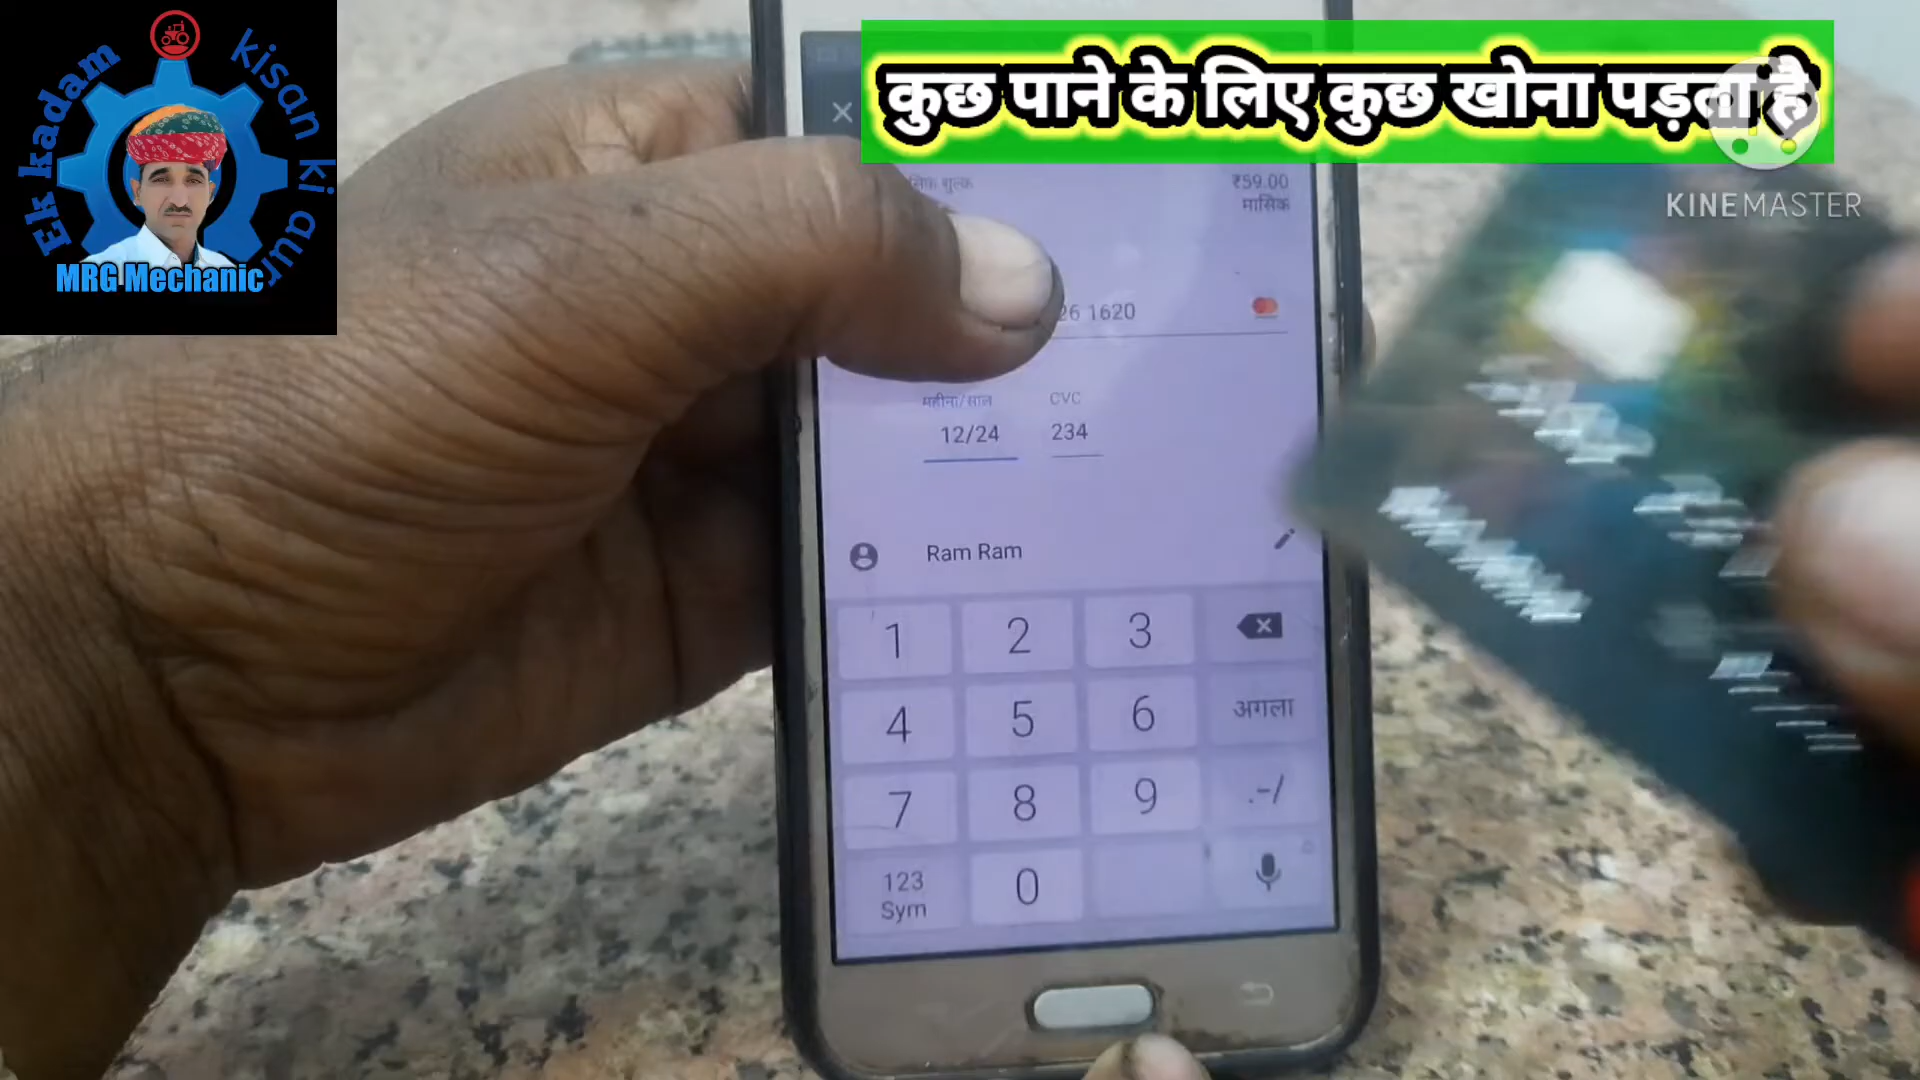 Ek kadam kisan ki aur
MRG Mechanic
कुछ पाने के लिए कुछ खोना पड़ता है
KINEMASTER
शुल्क
₹59.00
मासिक
26 1620
महीना/साल
CVC
12/24
234
Ram Ram
1 2 3
4 5 6 अगला
7 8 9 .-/
123
Sym
0